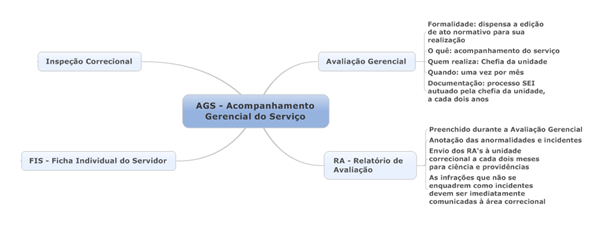 Inspeção Correcional
FIS - Ficha Individual do Servidor
AGS - Acompanhamento
Gerencial do Serviço
Avaliação Gerencial
Formalidade: dispensa a edição
de ato normativo para sua
realização
O quê: acompanhamento do serviço
Quem realiza: Chefia da unidade
Quando: uma vez por mês
Documentação: processo SEI
autuado pela chefia da unidade,
a cada dois anos
RA - Relatório de
Avaliação
Preenchido durante a Avaliação Gerencial
Anotação das anormalidades e incidentes
Envio dos RA's à unidade
correcional a cada dois meses
para ciência e providências
As infrações que não se
enquadrem como incidentes
devem ser imediatamente
comunicadas à área correcional